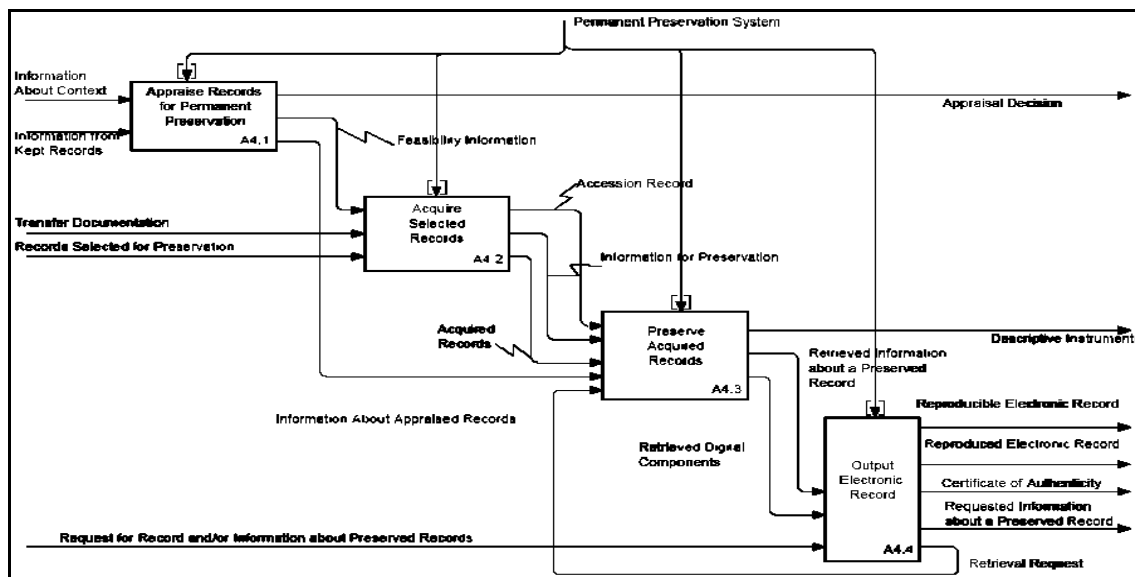 Permanent Preservation System
Information
About Context
Appraise Records
for Permanent
Preservation
A4.1
Appraisal Decision
Information from
Kept Records
Feasibility Information
Accession Record
Transfer Documentation
Acquire
Selected
Records
A4.2
Records Selected for Preservation
Information for Preservation
Acquired
Records
Preserve
Acquired
Records
A4.3
Descriptive Instrument
Retrieved Information
about a Preserved
Record
Information About Appraised Records
Reproducible Electronic Record
Retrieved Digital
Components
Reproduced Electronic Record
Output
Electronic
Record
A4.4
Certificate of Authenticity
Requested Information
about a Preserved Record
Request for Record and/or Information about Preserved Records
Retrieval Request